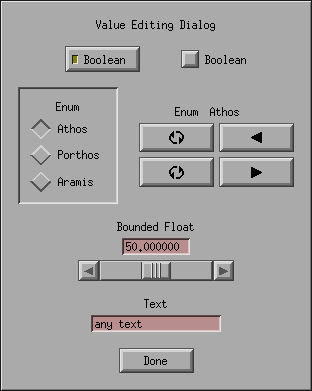 Value Editing Dialog
Boolean Boolean
Enum
Athos
Porthos
Aramis
Enum Athos
Bounded Float
50.000000
Text
any text
Done